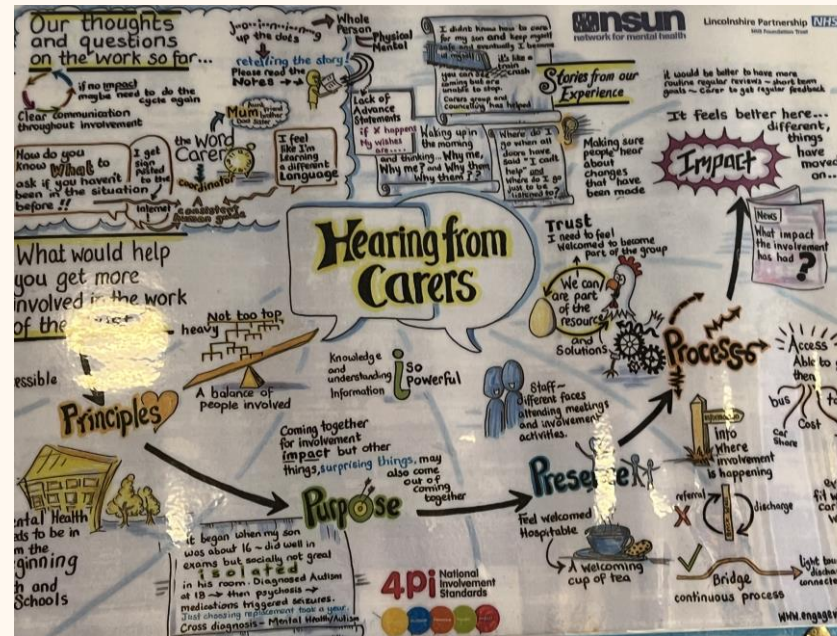 Our thoughts
and questions
on the work so far...
if no impact
maybe need to do the
cycle again
Clear communication
throughout involvement
How do you
know what to
ask if you haven't
been in the situation
before!!
I get
sign
posted
to the
Internet
the Word
Carer
Mum
coordinator
consistent
human guide
I feel
like I'm
Learning
a different
Language
up the dots
retelling the story!
Please read the
Notes
Whole
Person
Physical
Mental
Lack of
Advance
Statements
if X happens
My wishes
are....
I didnt know how to care
for my son and keep myself
safe and eventually I became
it's like a
train
crash
you can see
coming but are
unable to stop.
Carers group and
counselling has helped
Stories from our
Experience
Waking up in
the morning
and thinking - Why me,
Why me? and Why them
Why them??
Where do I
go when all
doors have
said "I can't
help" and
where do I go
just to be
listened to?
Making sure
people hear
about
changes
that have
been made
nsun
network for mental health
Lincolnshire Partnership NHS
NHS Foundation Trust
it would be better to have more
routine regular reviews - short term
goals - Carer to get regular feedback
It feels better here...
different,
things
have
moved
on...
Impact
News
What impact
the involvement
has had ?
Hearing from
Carers
Trust
I need to feel
Welcomed to become
part of the group
We can
be part
of the
resource
and
Solutions
What would help
you get more
involved in the work
of the
Not too top
heavy
A balance of
people involved
Knowledge
and
understanding
Information
i
So
Powerful
Staff -
different faces
attending meetings
and involvement
activities.
Process
Access
Able to
bus
Car
Share
Cost
Info
Where
involvement
is happening
referral
discharge
Bridge
continuous process
Principles
Coming together
for involvement
impact but other
things, surprising things, may
also come
out of
coming
together
Purpose
Presence
Feel welcomed
Hospitable
A welcoming
cup of tea
Schools
it began when my son
was about 16 - did well in
exams but socially not great
isolated
in his room. Diagnosed Autism
at 18 → then psychosis →
medications triggered seizures.
Just choosing replacement took a year.
Cross diagnosis - Mental Health/Autism
4Pi National
Involvement
Standards